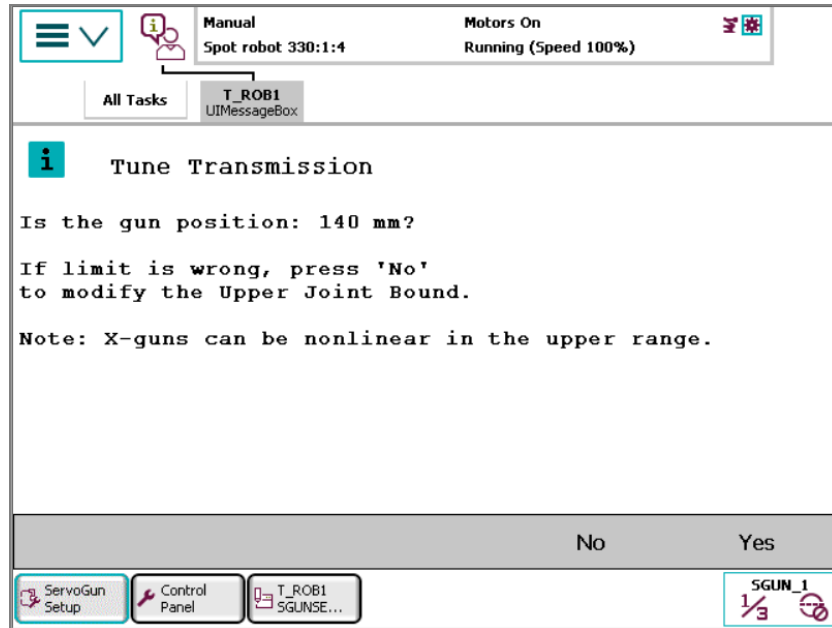 Manual
Spot robot 330:1:4
Motors On
Running (Speed 100%)
All Tasks
T_ROB1
UIMessageBox
i Tune Transmission
Is the gun position: 140 mm?
If limit is wrong, press 'No'
to modify the Upper Joint Bound.
Note: X-guns can be nonlinear in the upper range.
No
Yes
ServoGun
Setup
Control
Panel
T_ROB1
SGUNSE...
SGUN_1
1/3